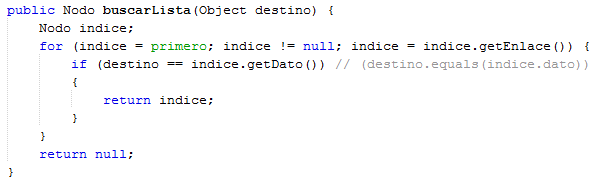 public Nodo buscarLista(Object destino) {
    Nodo indice;
    for (indice = primero; indice != null; indice = indice.getEnlace()) {
        if (destino == indice.getDato()) // (destino.equals(indice.dato))
        {
            return indice;
        }
    }
    return null;
}